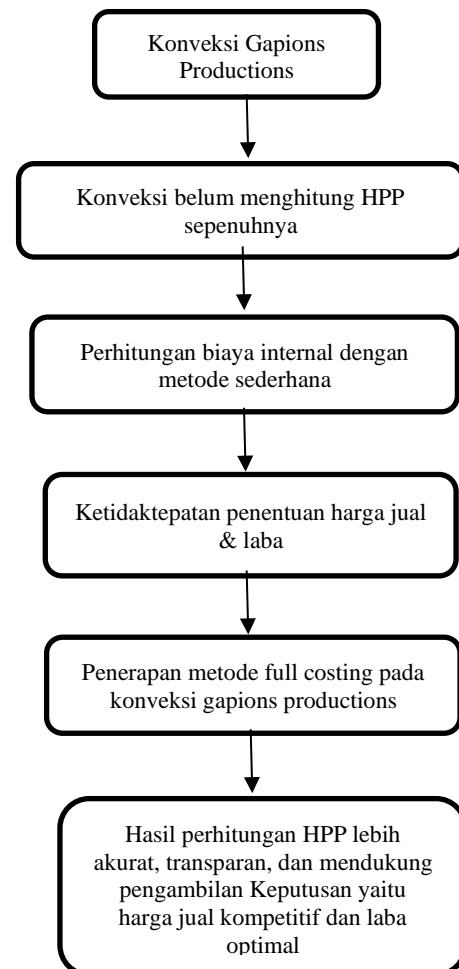 Konveksi Gapions
Productions
Konveksi belum menghitung HPP
sepenuhnya
Perhitungan biaya internal dengan
metode sederhana
Ketidaktepatan penentuan harga jual
& laba
Penerapan metode full costing pada
konveksi gapions productions
Hasil perhitungan HPP lebih
akurat, transparan, dan mendukung
pengambilan Keputusan yaitu
harga jual kompetitif dan laba
optimal